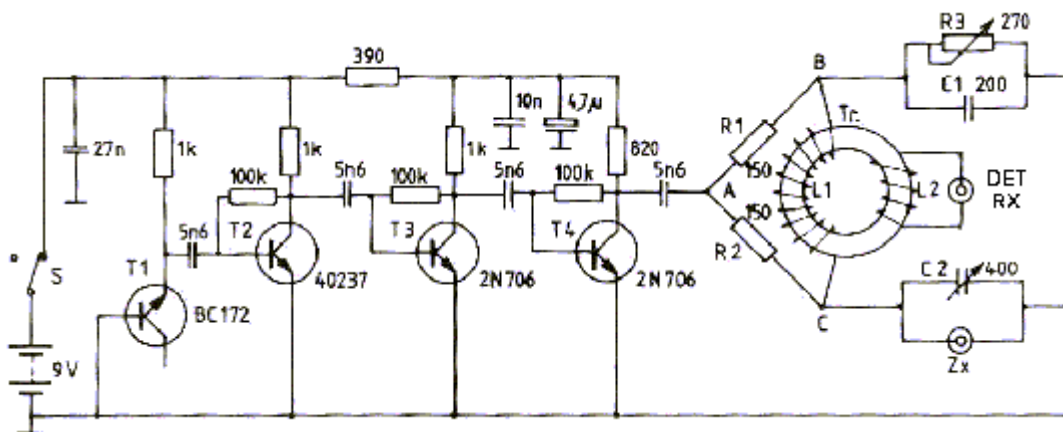 R3 270
390
B
C1 200
10n 4,7µ
R1
Tr.
27n
1k
1k
1k
820
100k
5n6
100k
5n6
100k
5n6
150
A
L1
L2
DET
RX
150
5n6
T2
T3
T4
R2
C2 400
S
T1
40237
2N706
2N706
BC172
C
Zx
9V